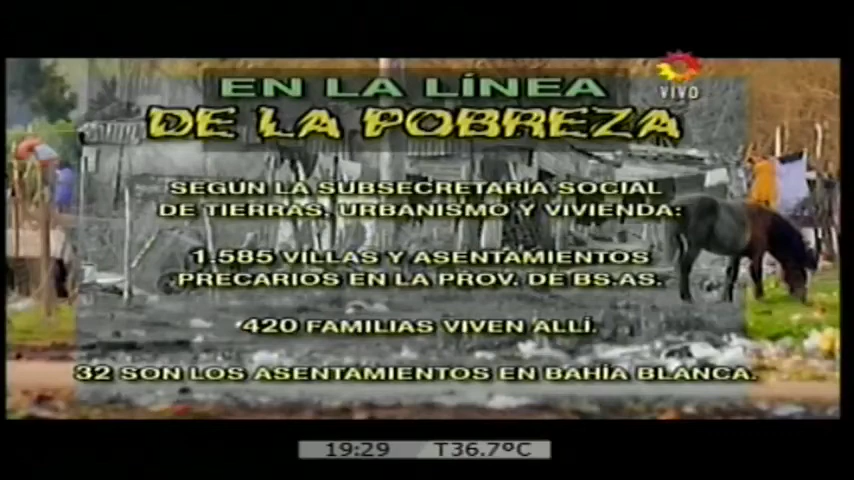 EN LA LÍNEA
VIVO
DE LA POBREZA
SEGÚN LA SUBSECRETARÍA SOCIAL
DE TIERRAS, URBANISMO Y VIVIENDA:
1.585 VILLAS Y ASENTAMIENTOS
PRECARIOS EN LA PROV. DE BS.AS.
420 FAMILIAS VIVEN ALLÍ.
32 SON LOS ASENTAMIENTOS EN BAHÍA BLANCA.
19:29 T36.7ºC